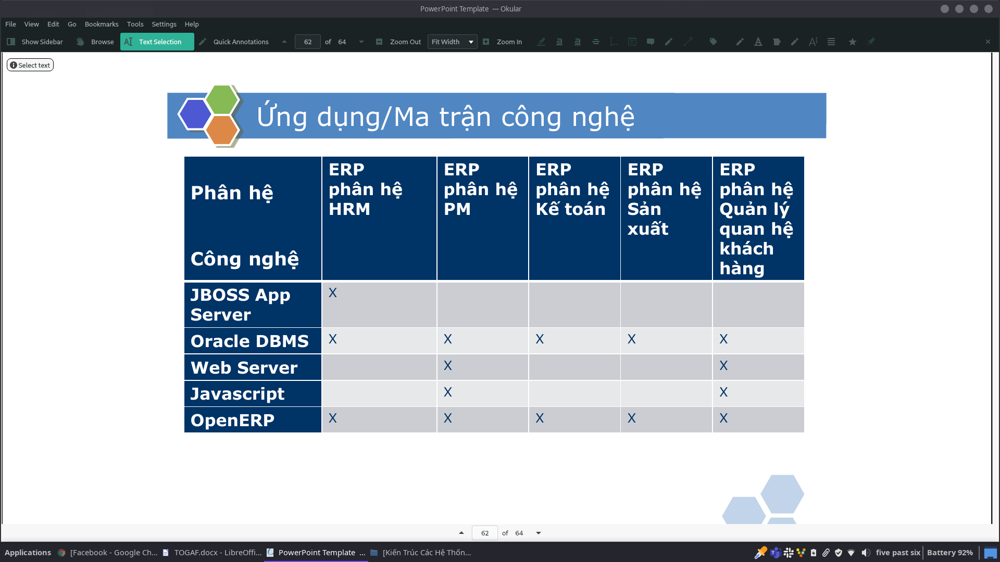 PowerPoint Template — Okular
File View Edit Go Bookmarks Tools Settings Help
Show Sidebar Browse Text Selection Quick Annotations 62 of 64 Zoom Out Fit Width Zoom In
Select text
Ứng dụng/Ma trận công nghệ
Phân hệ
Công nghệ
ERP
phân hệ
HRM
ERP
phân hệ
PM
ERP
phân hệ
Kế toán
ERP
phân hệ
Sản
xuất
ERP
phân hệ
Quản lý
quan hệ
khách
hàng
JBOSS App
Server
X
Oracle DBMS X X X X X
Web Server X X
Javascript X X
OpenERP X X X X X
62 of 64
Applications [Facebook - Google Ch... TOGAF.docx - LibreOffi... PowerPoint Template ... [Kiến Trúc Các Hệ Thốn... five past six Battery 92%